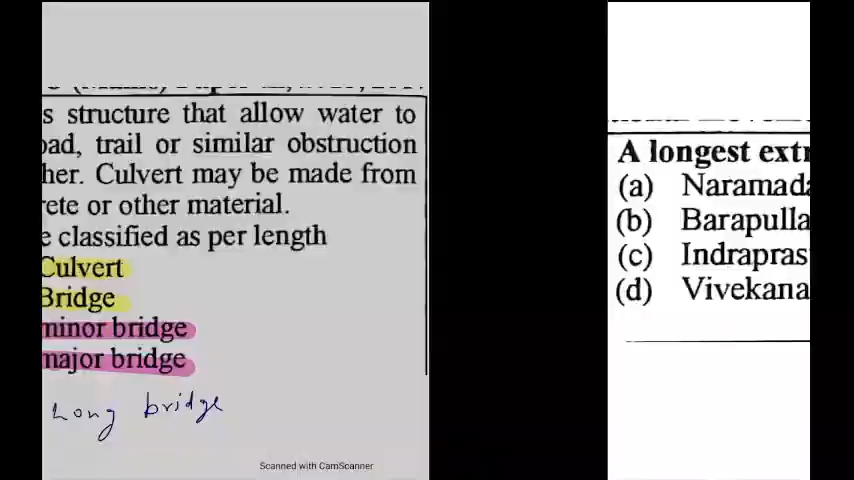 s structure that allow water to
oad, trail or similar obstruction
her. Culvert may be made from
rete or other material.
e classified as per length
Culvert
Bridge
minor bridge
major bridge
Long bridge
Scanned with CamScanner
A longest extr
(a) Naramada
(b) Barapulla
(c) Indapras
(d) Vivekana